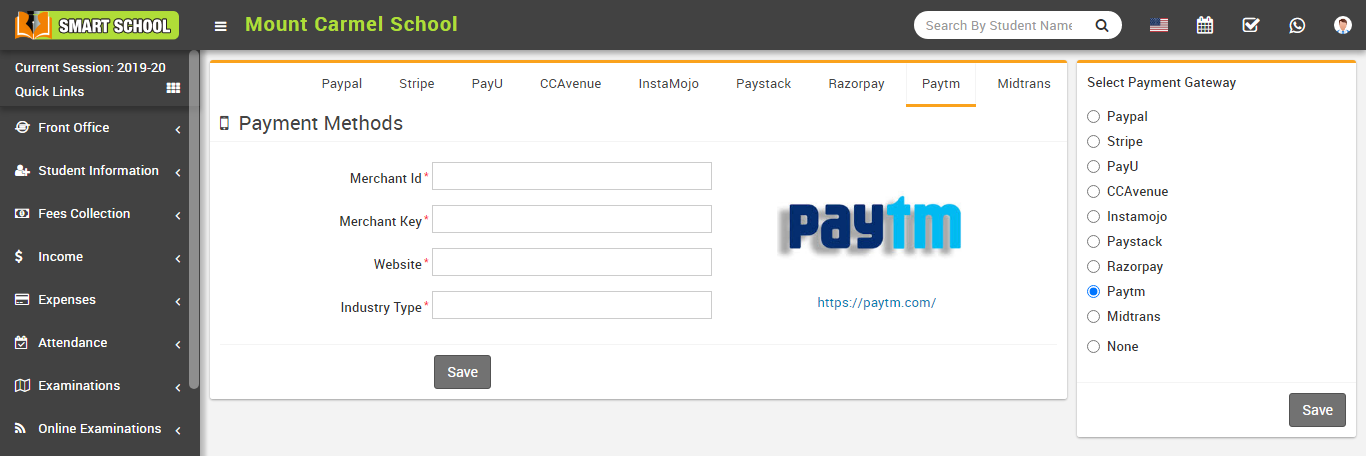 SMART SCHOOL
Mount Carmel School
Search By Student Name
Current Session: 2019-20
Quick Links
Front Office
Student Information
Fees Collection
Income
Expenses
Attendance
Examinations
Online Examinations
Paypal Stripe PayU CCAvenue InstaMojo Paystack Razorpay Paytm Midtrans
Payment Methods
Merchant Id *
Merchant Key *
Website *
Industry Type *
paytm
https://paytm.com/
Save
Select Payment Gateway
Paypal
Stripe
PayU
CCAvenue
Instamojo
Paystack
Razorpay
Paytm
Midtrans
None
Save